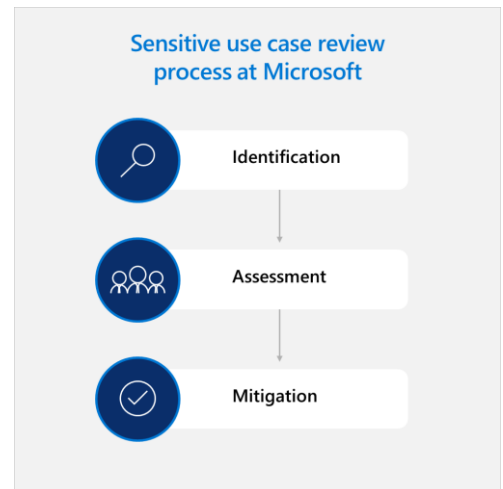 Sensitive use case review
process at Microsoft
Identification
Assessment
Mitigation